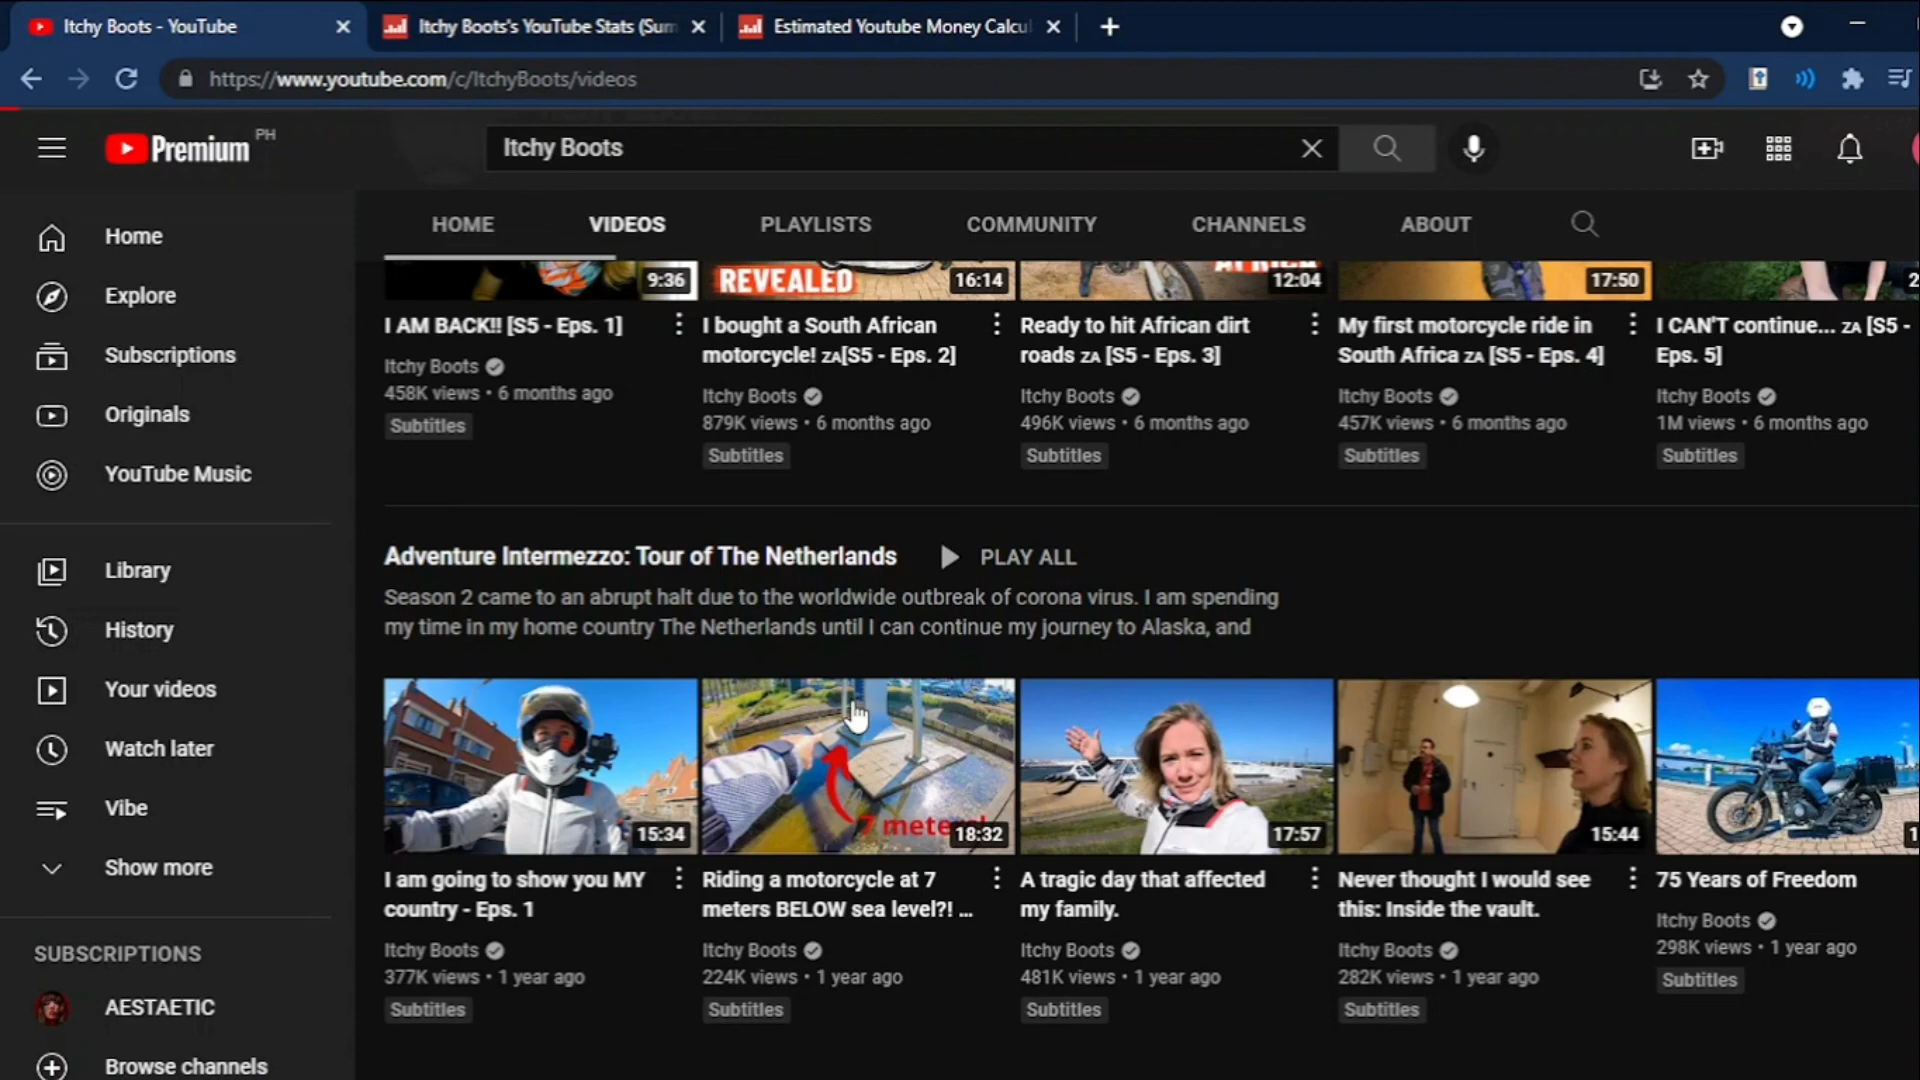 Itchy Boots - YouTube
Itchy Boots's YouTube Stats (Sum
Estimated Youtube Money Calcu
https://www.youtube.com/c/ItchyBoots/videos
Premium PH
Itchy Boots
HOME VIDEOS PLAYLISTS COMMUNITY CHANNELS ABOUT
Home
Explore
Subscriptions
Originals
YouTube Music
Library
History
Your videos
Watch later
Vibe
Show more
SUBSCRIPTIONS
AESTAETIC
Browse channels
9:36
I AM BACK!! [S5 - Eps. 1]
Itchy Boots
458K views • 6 months ago
Subtitles
REVEALED
16:14
I bought a South African
motorcycle! ZA[S5 - Eps. 2]
Itchy Boots
879K views • 6 months ago
Subtitles
AFRICA
12:04
Ready to hit African dirt
roads ZA [S5 - Eps. 3]
Itchy Boots
496K views • 6 months ago
Subtitles
17:50
My first motorcycle ride in
South Africa ZA [S5 - Eps. 4]
Itchy Boots
457K views • 6 months ago
Subtitles
2
I CAN'T continue... ZA [S5 -
Eps. 5]
Itchy Boots
1M views • 6 months ago
Subtitles
Adventure Intermezzo: Tour of The Netherlands PLAY ALL
Season 2 came to an abrupt halt due to the worldwide outbreak of corona virus. I am spending
my time in my home country The Netherlands until I can continue my journey to Alaska, and
15:34
I am going to show you MY
country - Eps. 1
Itchy Boots
377K views • 1 year ago
Subtitles
7 meters!
18:32
Riding a motorcycle at 7
meters BELOW sea level?! ...
Itchy Boots
224K views • 1 year ago
Subtitles
17:57
A tragic day that affected
my family.
Itchy Boots
481K views • 1 year ago
Subtitles
15:44
Never thought I would see
this: Inside the vault.
Itchy Boots
282K views • 1 year ago
Subtitles
1
75 Years of Freedom
Itchy Boots
298K views • 1 year ago
Subtitles